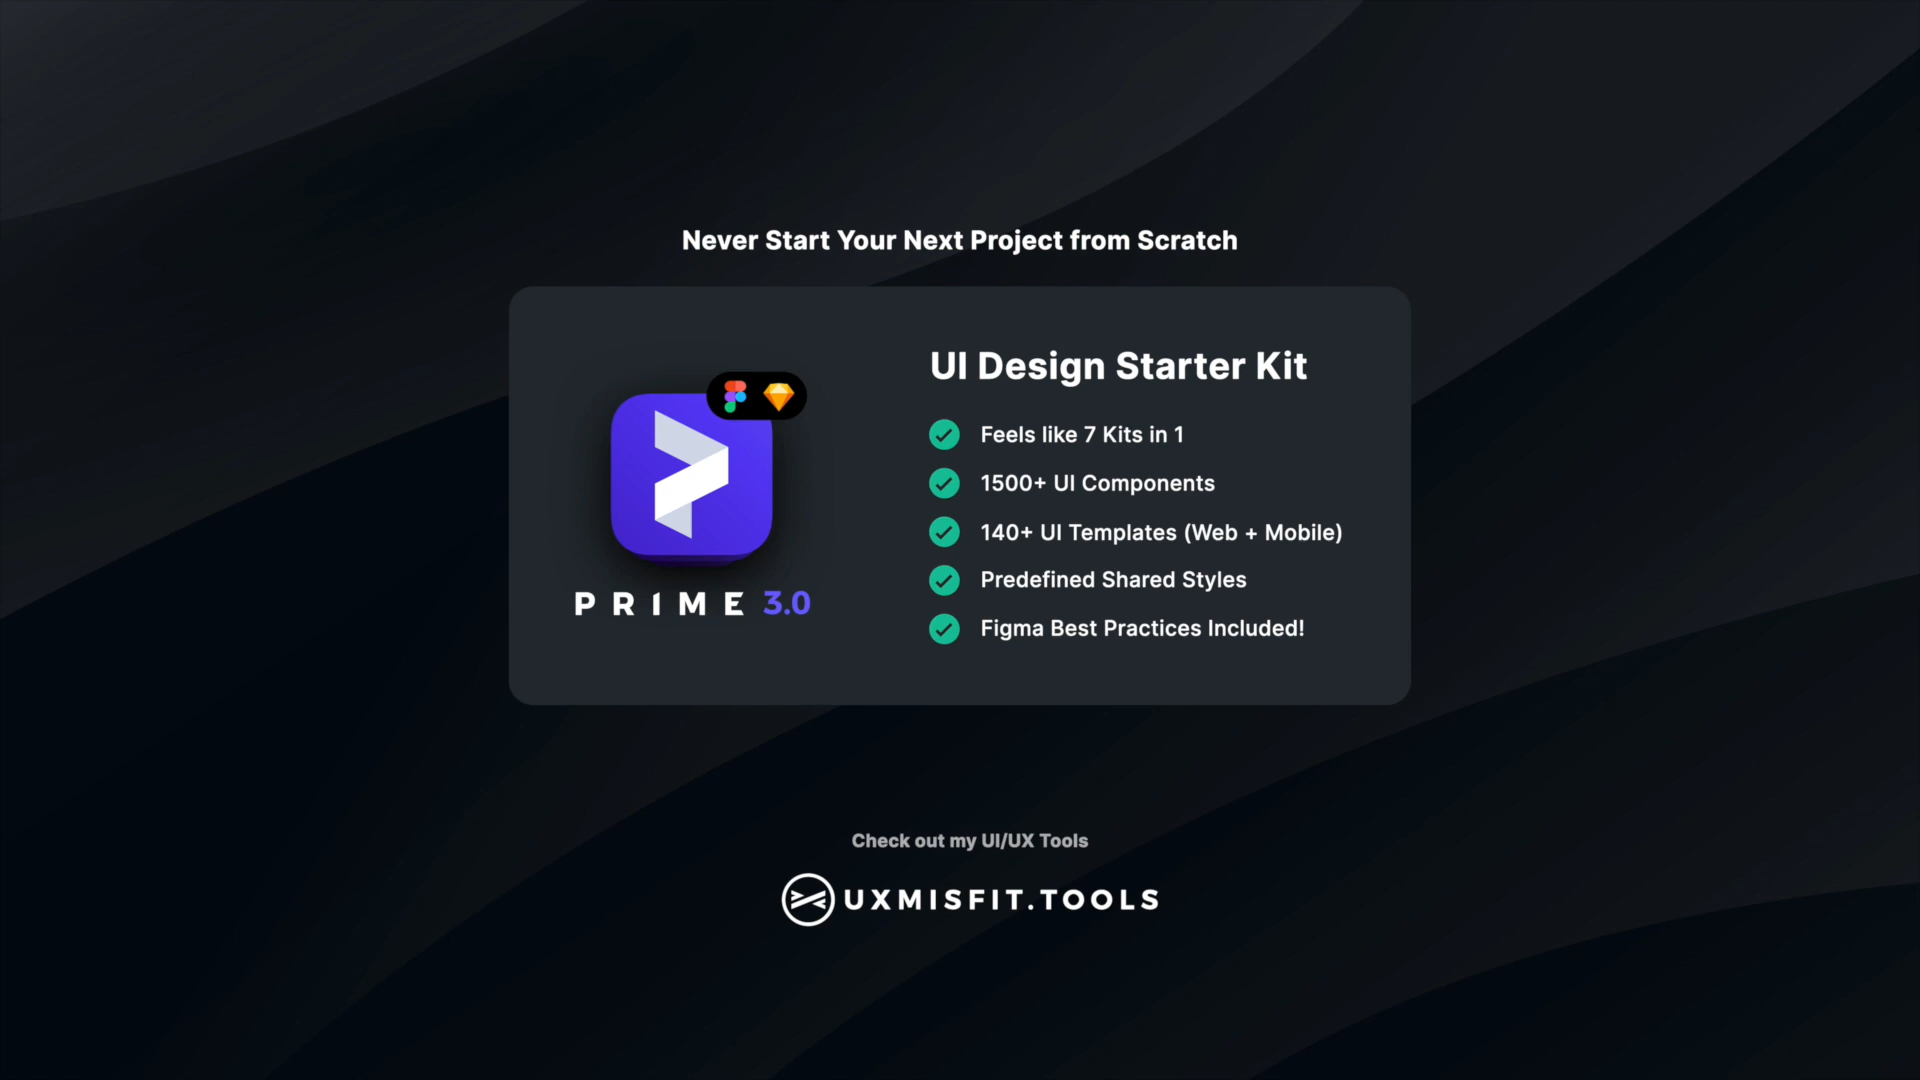 Never Start Your Next Project from Scratch
UI Design Starter Kit
Feels like 7 Kits in 1
1500+ UI Components
140+ UI Templates (Web + Mobile)
Predefined Shared Styles
Figma Best Practices Included!
PR1ME 3.0
Check out my UI/UX Tools
UXMISFIT.TOOLS